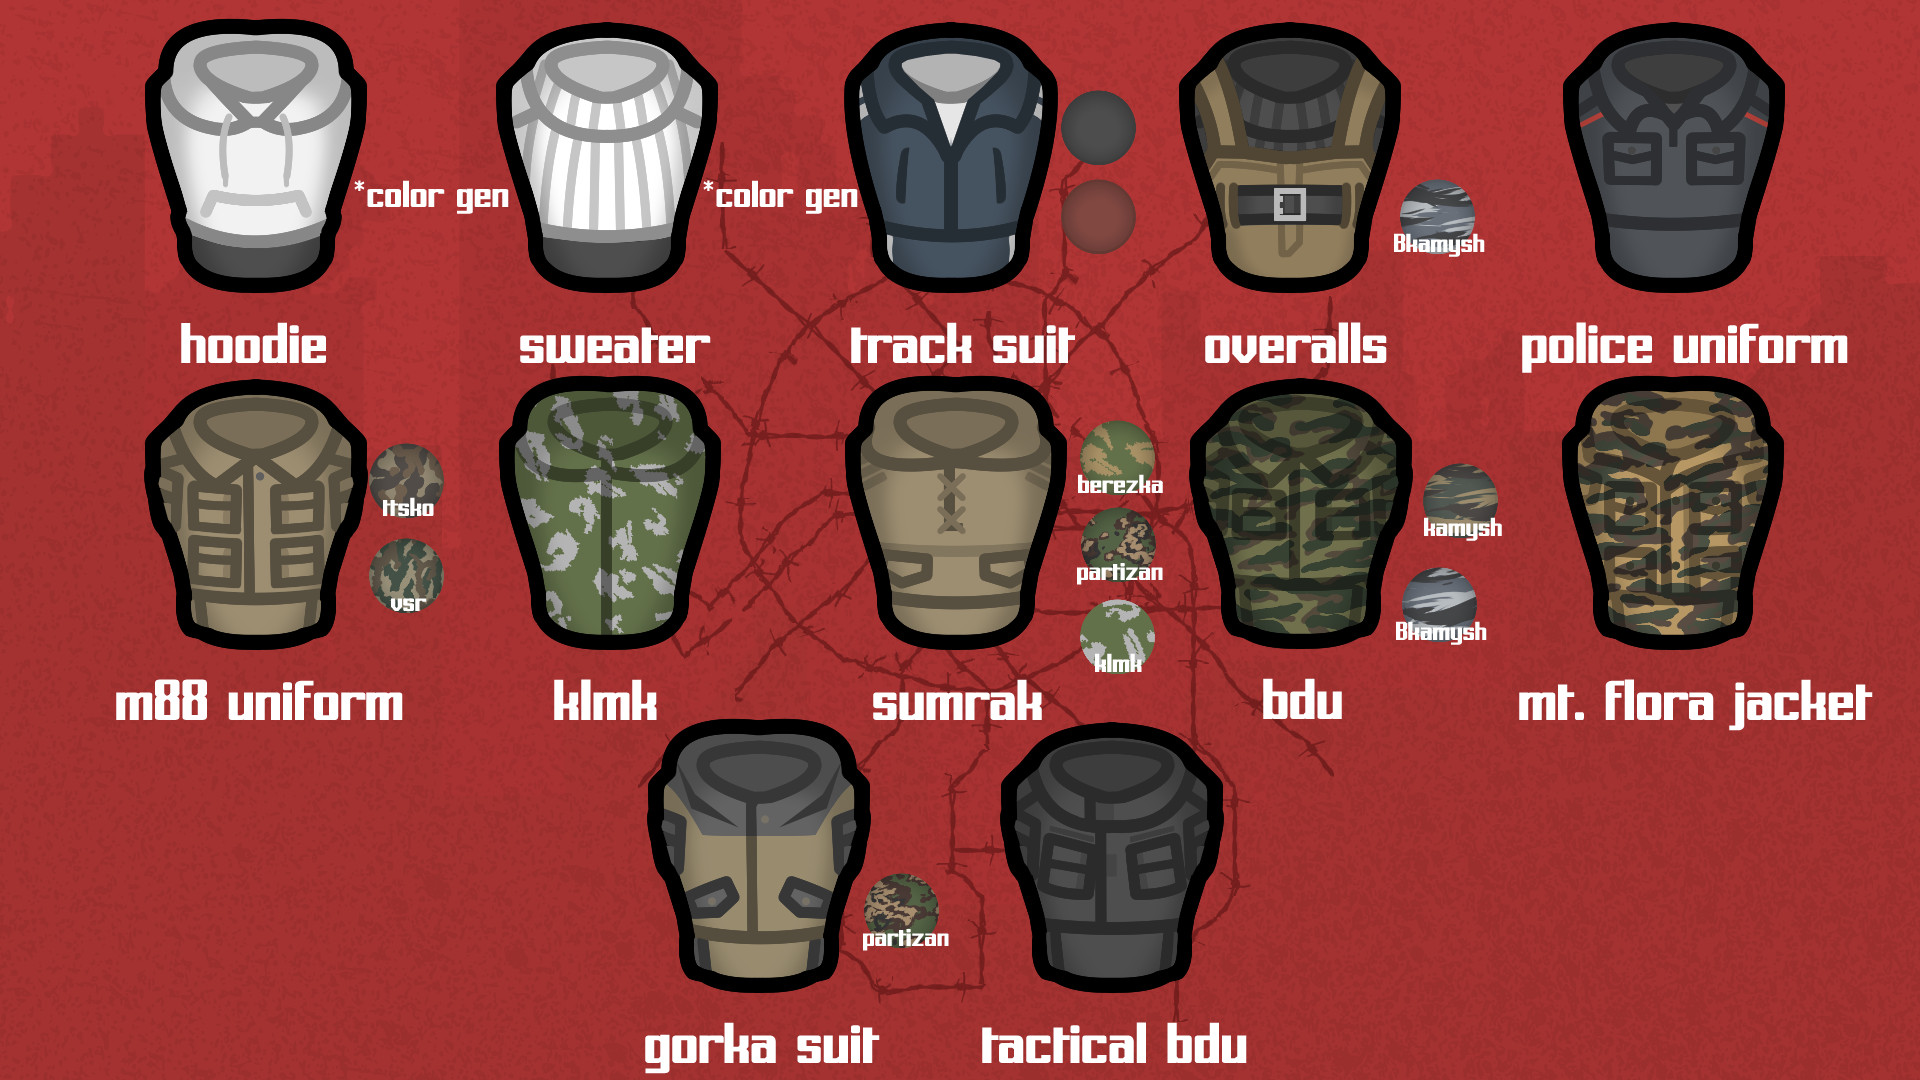 *color gen
*color gen
Bkamysh
hoodie
sweater
track suit
overalls
police uniform
ttsko
vsr
berezka
partizan
klmk
kamysh
Bkamysh
m88 uniform
klmk
sumrak
bdu
mt. flora jacket
partizan
gorka suit
tactical bdu